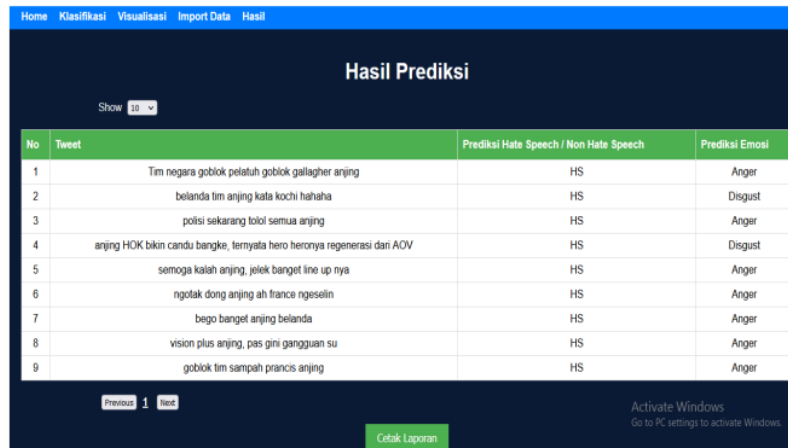 Home Klasifikasi Visualisasi Import Data Hasil
Hasil Prediksi
Show 10
No Tweet Prediksi Hate Speech / Non Hate Speech Prediksi Emosi
1 Tim negara goblok pelatuh goblok gallagher anjing HS Anger
2 belanda tim anjing kata kochi hahaha HS Disgust
3 polisi sekarang tolol semua anjing HS Anger
4 anjing HOK bikin candu bangke, ternyata hero heronya regenerasi dari AOV HS Disgust
5 semoga kalah anjing, jelek banget line up nya HS Anger
6 ngotak dong anjing ah france ngeselin HS Anger
7 bego banget anjing belanda HS Anger
8 vision plus anjing, pas gini gangguan su HS Anger
9 goblok tim sampah prancis anjing HS Anger
Previous 1 Next
Activate Windows
Go to PC settings to activate Windows.
Cetak Laporan